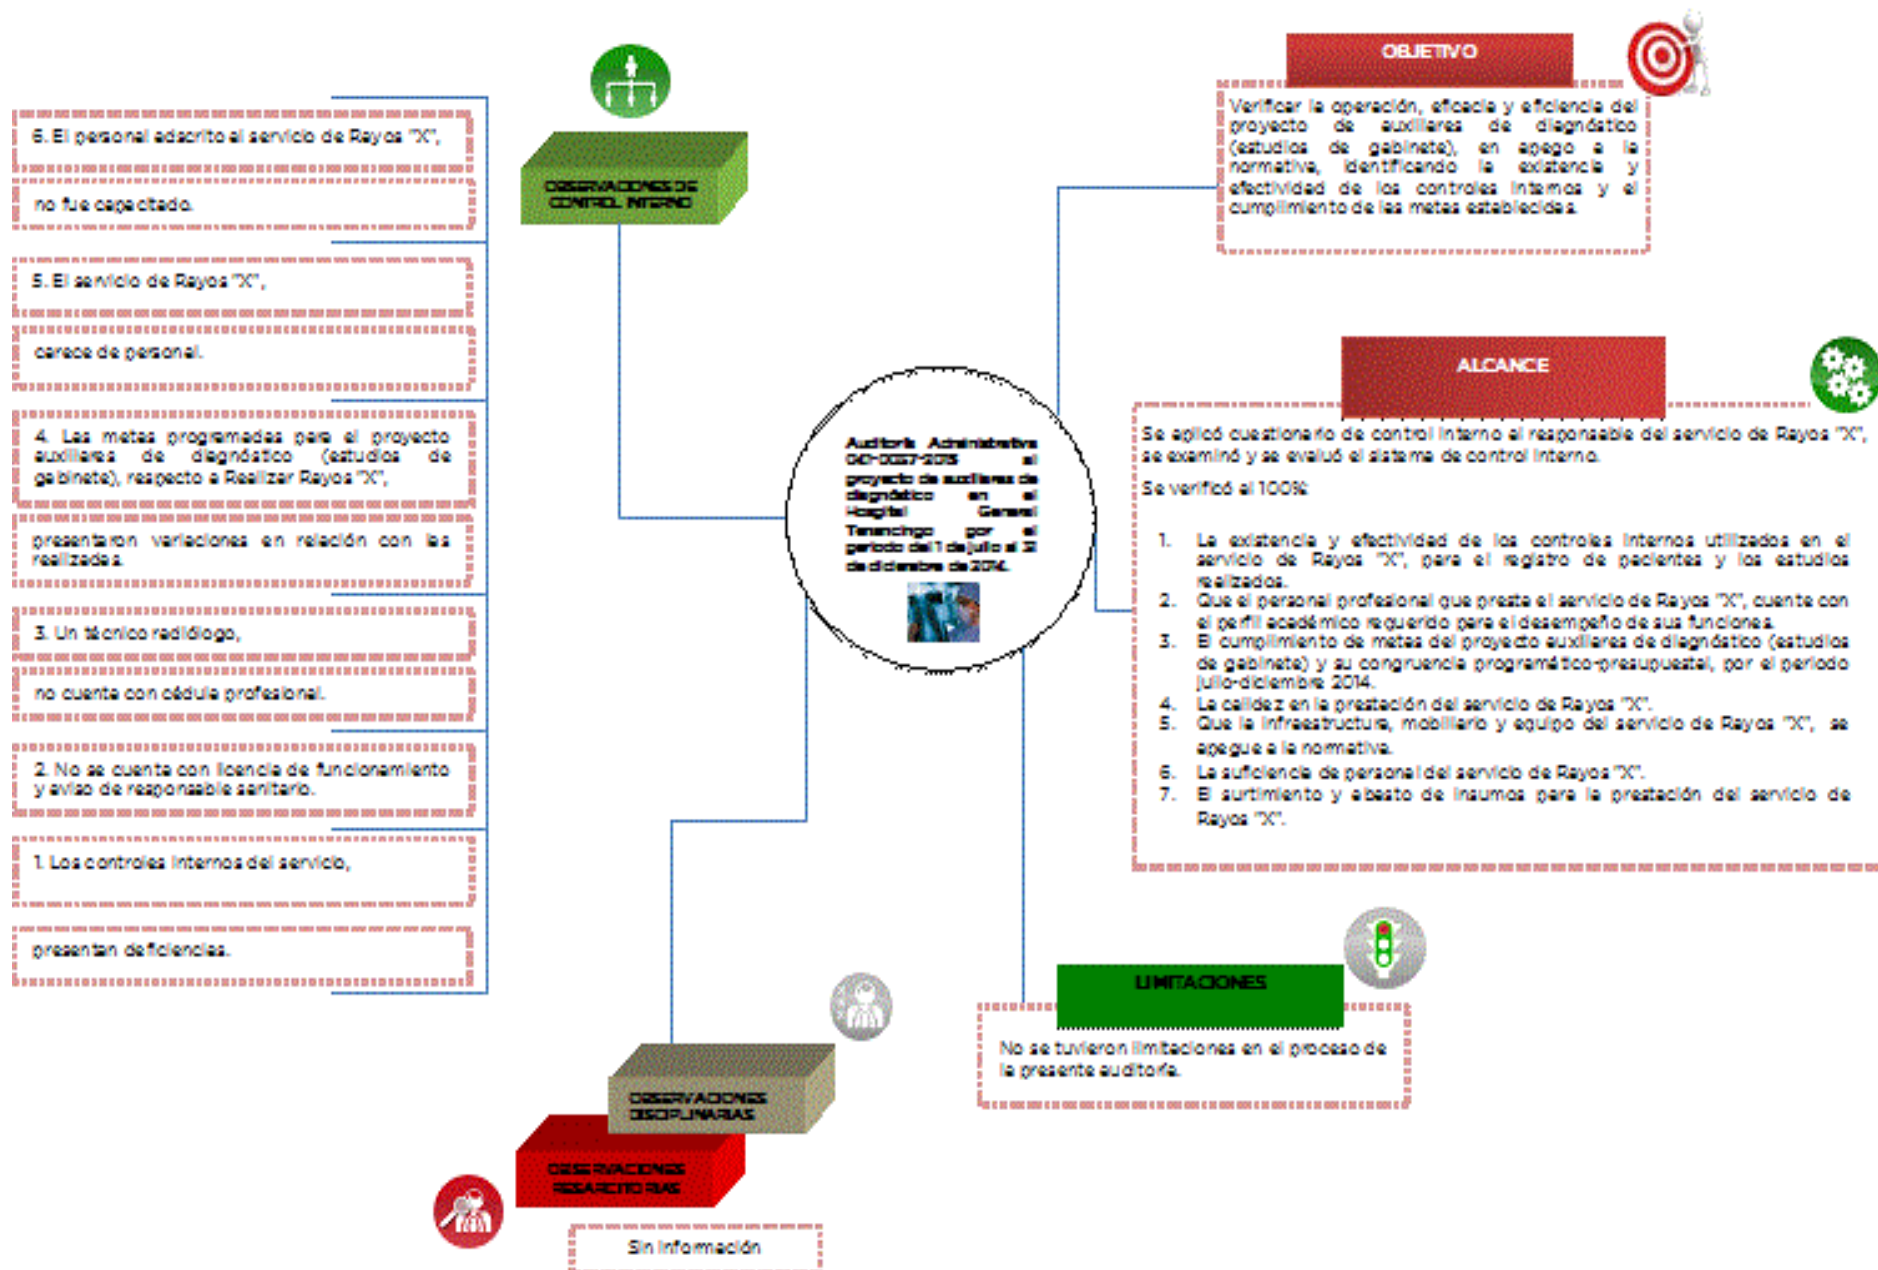 OBSERVACIONES DE
CONTROL INTERNO
6. El personal adscrito al servicio de Rayos "X",
no fue capacitado.
5. El servicio de Rayos "X",
carece de personal.
4. Las metas programadas para el proyecto
auxiliares de diagnóstico (estudios de
gabinete), respecto a Realizar Rayos "X",
presentaron variaciones en relación con las
realizadas.
3. Un técnico radiólogo,
no cuenta con cédula profesional.
2. No se cuenta con licencia de funcionamiento
y aviso de responsable sanitario.
1. Los controles internos del servicio,
presentan deficiencias.
Auditoría Administrativa
al
proyecto de auxiliares de
diagnóstico en el
Hospital General
Tenancingo por el
periodo del 1 de julio al 31
de diciembre de 2014.
OBJETIVO
Verificar la operación, eficacia y eficiencia del
proyecto de auxiliares de diagnóstico
(estudios de gabinete), en apego a la
normativa, identificando la existencia y
efectividad de los controles internos y el
cumplimiento de las metas establecidas.
ALCANCE
Se aplicó cuestionario de control interno al responsable del servicio de Rayos "X",
se examinó y se evaluó el sistema de control interno.
Se verificó al 100%:
1. La existencia y efectividad de los controles internos utilizados en el
servicio de Rayos "X", para el registro de pacientes y los estudios
realizados.
2. Que el personal profesional que presta el servicio de Rayos "X", cuente con
el perfil académico requerido para el desempeño de sus funciones.
3. El cumplimiento de metas del proyecto auxiliares de diagnóstico (estudios
de gabinete) y su congruencia programático-presupuestal, por el periodo
julio-diciembre 2014.
4. La calidez en la prestación del servicio de Rayos "X".
5. Que la infraestructura, mobiliario y equipo del servicio de Rayos "X", se
apegue a la normativa.
6. La suficiencia de personal del servicio de Rayos "X".
7. El surtimiento y abasto de insumos para la prestación del servicio de
Rayos "X".
LIMITACIONES
No se tuvieron limitaciones en el proceso de
la presente auditoría.
OBSERVACIONES
DISCIPLINARIAS
OBSERVACIONES
RESARCITORIAS
Sin información